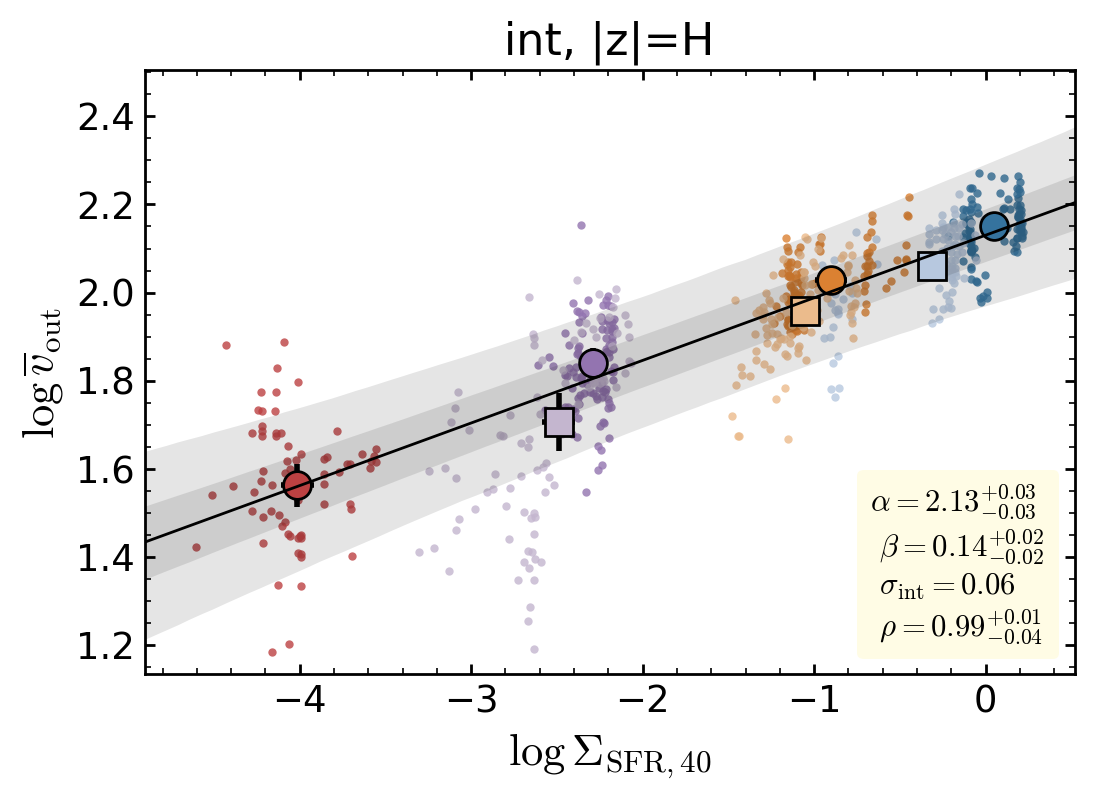 int, |z|=H
2.4
2.2
2.0
1.8
1.6
1.4
1.2
log v̅_out
α = 2.13^{+0.03}_{−0.03}
β = 0.14^{+0.02}_{−0.02}
σ_int = 0.06
ρ = 0.99^{+0.01}_{−0.04}
−4 −3 −2 −1 0
log Σ_{SFR, 40}